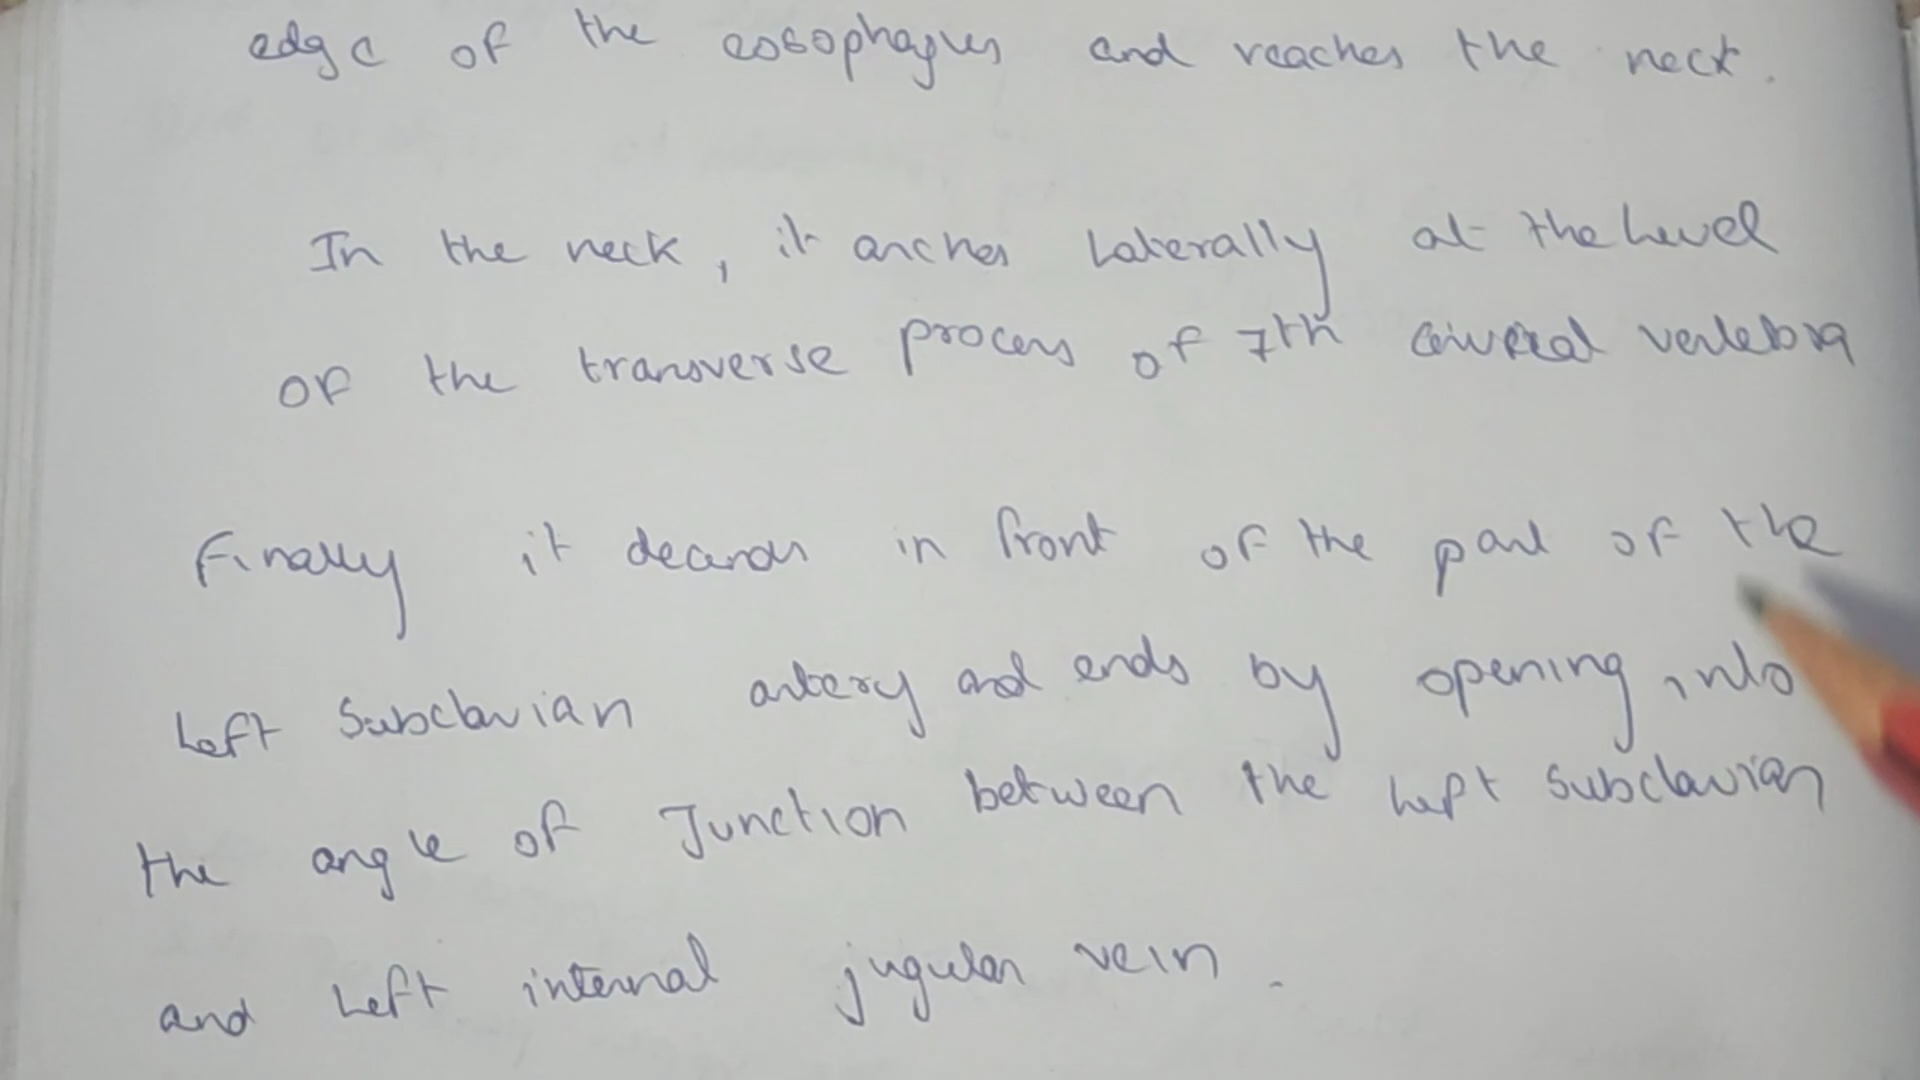 edge of the eosophagus and reaches the neck.
In the neck, it arches Laterally at the Level
of the transverse process of 7th cervical vertebra
Finally it decends in front of the part of the
Left Subclavian artery and ends by opening into
the angle of Junction between the Left Subclavian
and Left internal jugular vein.